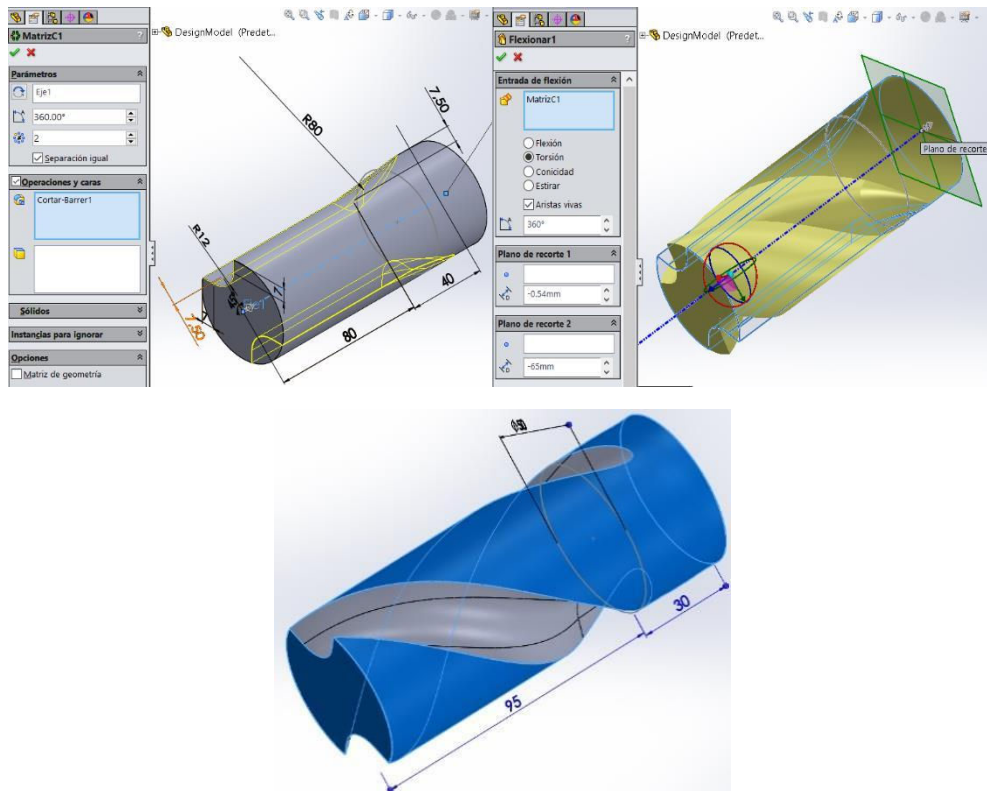 MatrizC1
?
Parámetros
Eje1
360.00°
2
Separación igual
Operaciones y caras
Cortar-Barrer1
Sólidos
Instancias para ignorar
Opciones
Matriz de geometría
DesignModel (Predet...
R80
7,50
R12
7,50
80
40
Flexionar1
?
Entrada de flexión
MatrizC1
Flexión
Torsión
Conicidad
Estirar
Aristas vivas
360°
Plano de recorte 1
-0.54mm
Plano de recorte 2
-65mm
DesignModel (Predet...
Plano de recorte
30
95